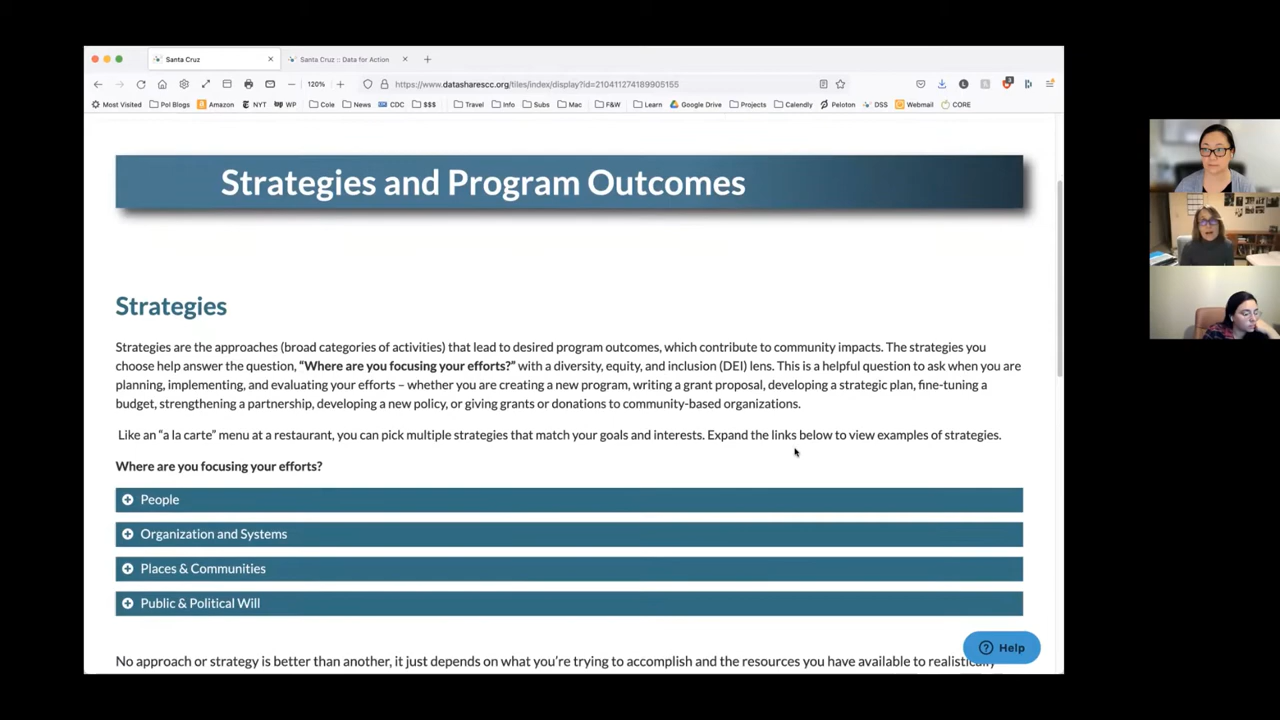 Santa Cruz
Santa Cruz :: Data for Action
120%
https://www.datasharescc.org/tiles/index/display?id=210411274189905155
3
Most Visited Pol Blogs Amazon NYT WP Cole News CDC $$$ Travel Info Subs Mac F&W Learn Google Drive Projects Calendly Peloton DSS Webmail CORE
Strategies and Program Outcomes
Strategies
Strategies are the approaches (broad categories of activities) that lead to desired program outcomes, which contribute to community impacts. The strategies you
choose help answer the question, “Where are you focusing your efforts?” with a diversity, equity, and inclusion (DEI) lens. This is a helpful question to ask when you are
planning, implementing, and evaluating your efforts – whether you are creating a new program, writing a grant proposal, developing a strategic plan, fine-tuning a
budget, strengthening a partnership, developing a new policy, or giving grants or donations to community-based organizations.
Like an “a la carte” menu at a restaurant, you can pick multiple strategies that match your goals and interests. Expand the links below to view examples of strategies.
Where are you focusing your efforts?
People
Organization and Systems
Places & Communities
Public & Political Will
Help
No approach or strategy is better than another, it just depends on what you’re trying to accomplish and the resources you have available to realistically